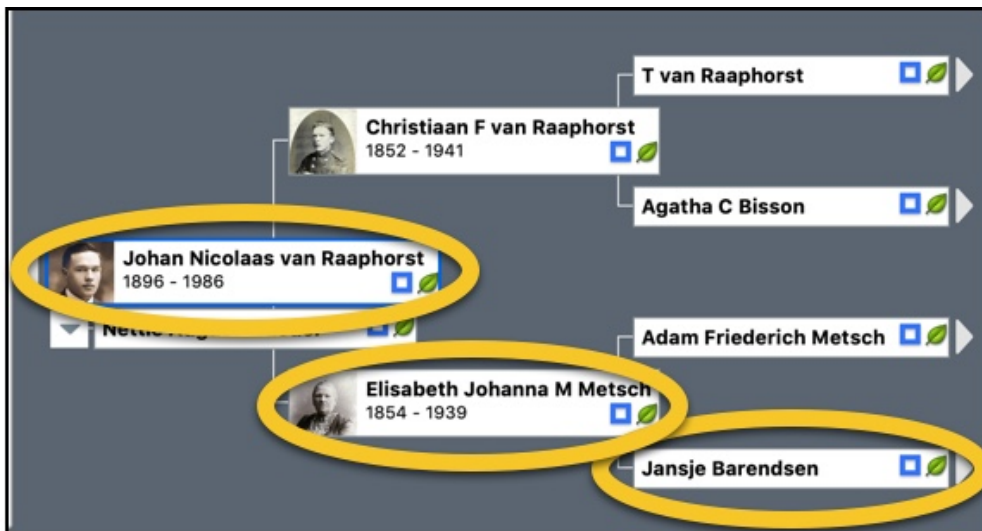 T van Raaphorst
Christiaan F van Raaphorst
1852 - 1941
Agatha C Bisson
Johan Nicolaas van Raaphorst
1896 - 1986
Adam Friederich Metsch
Elisabeth Johanna M Metsch
1854 - 1939
Jansje Barendsen